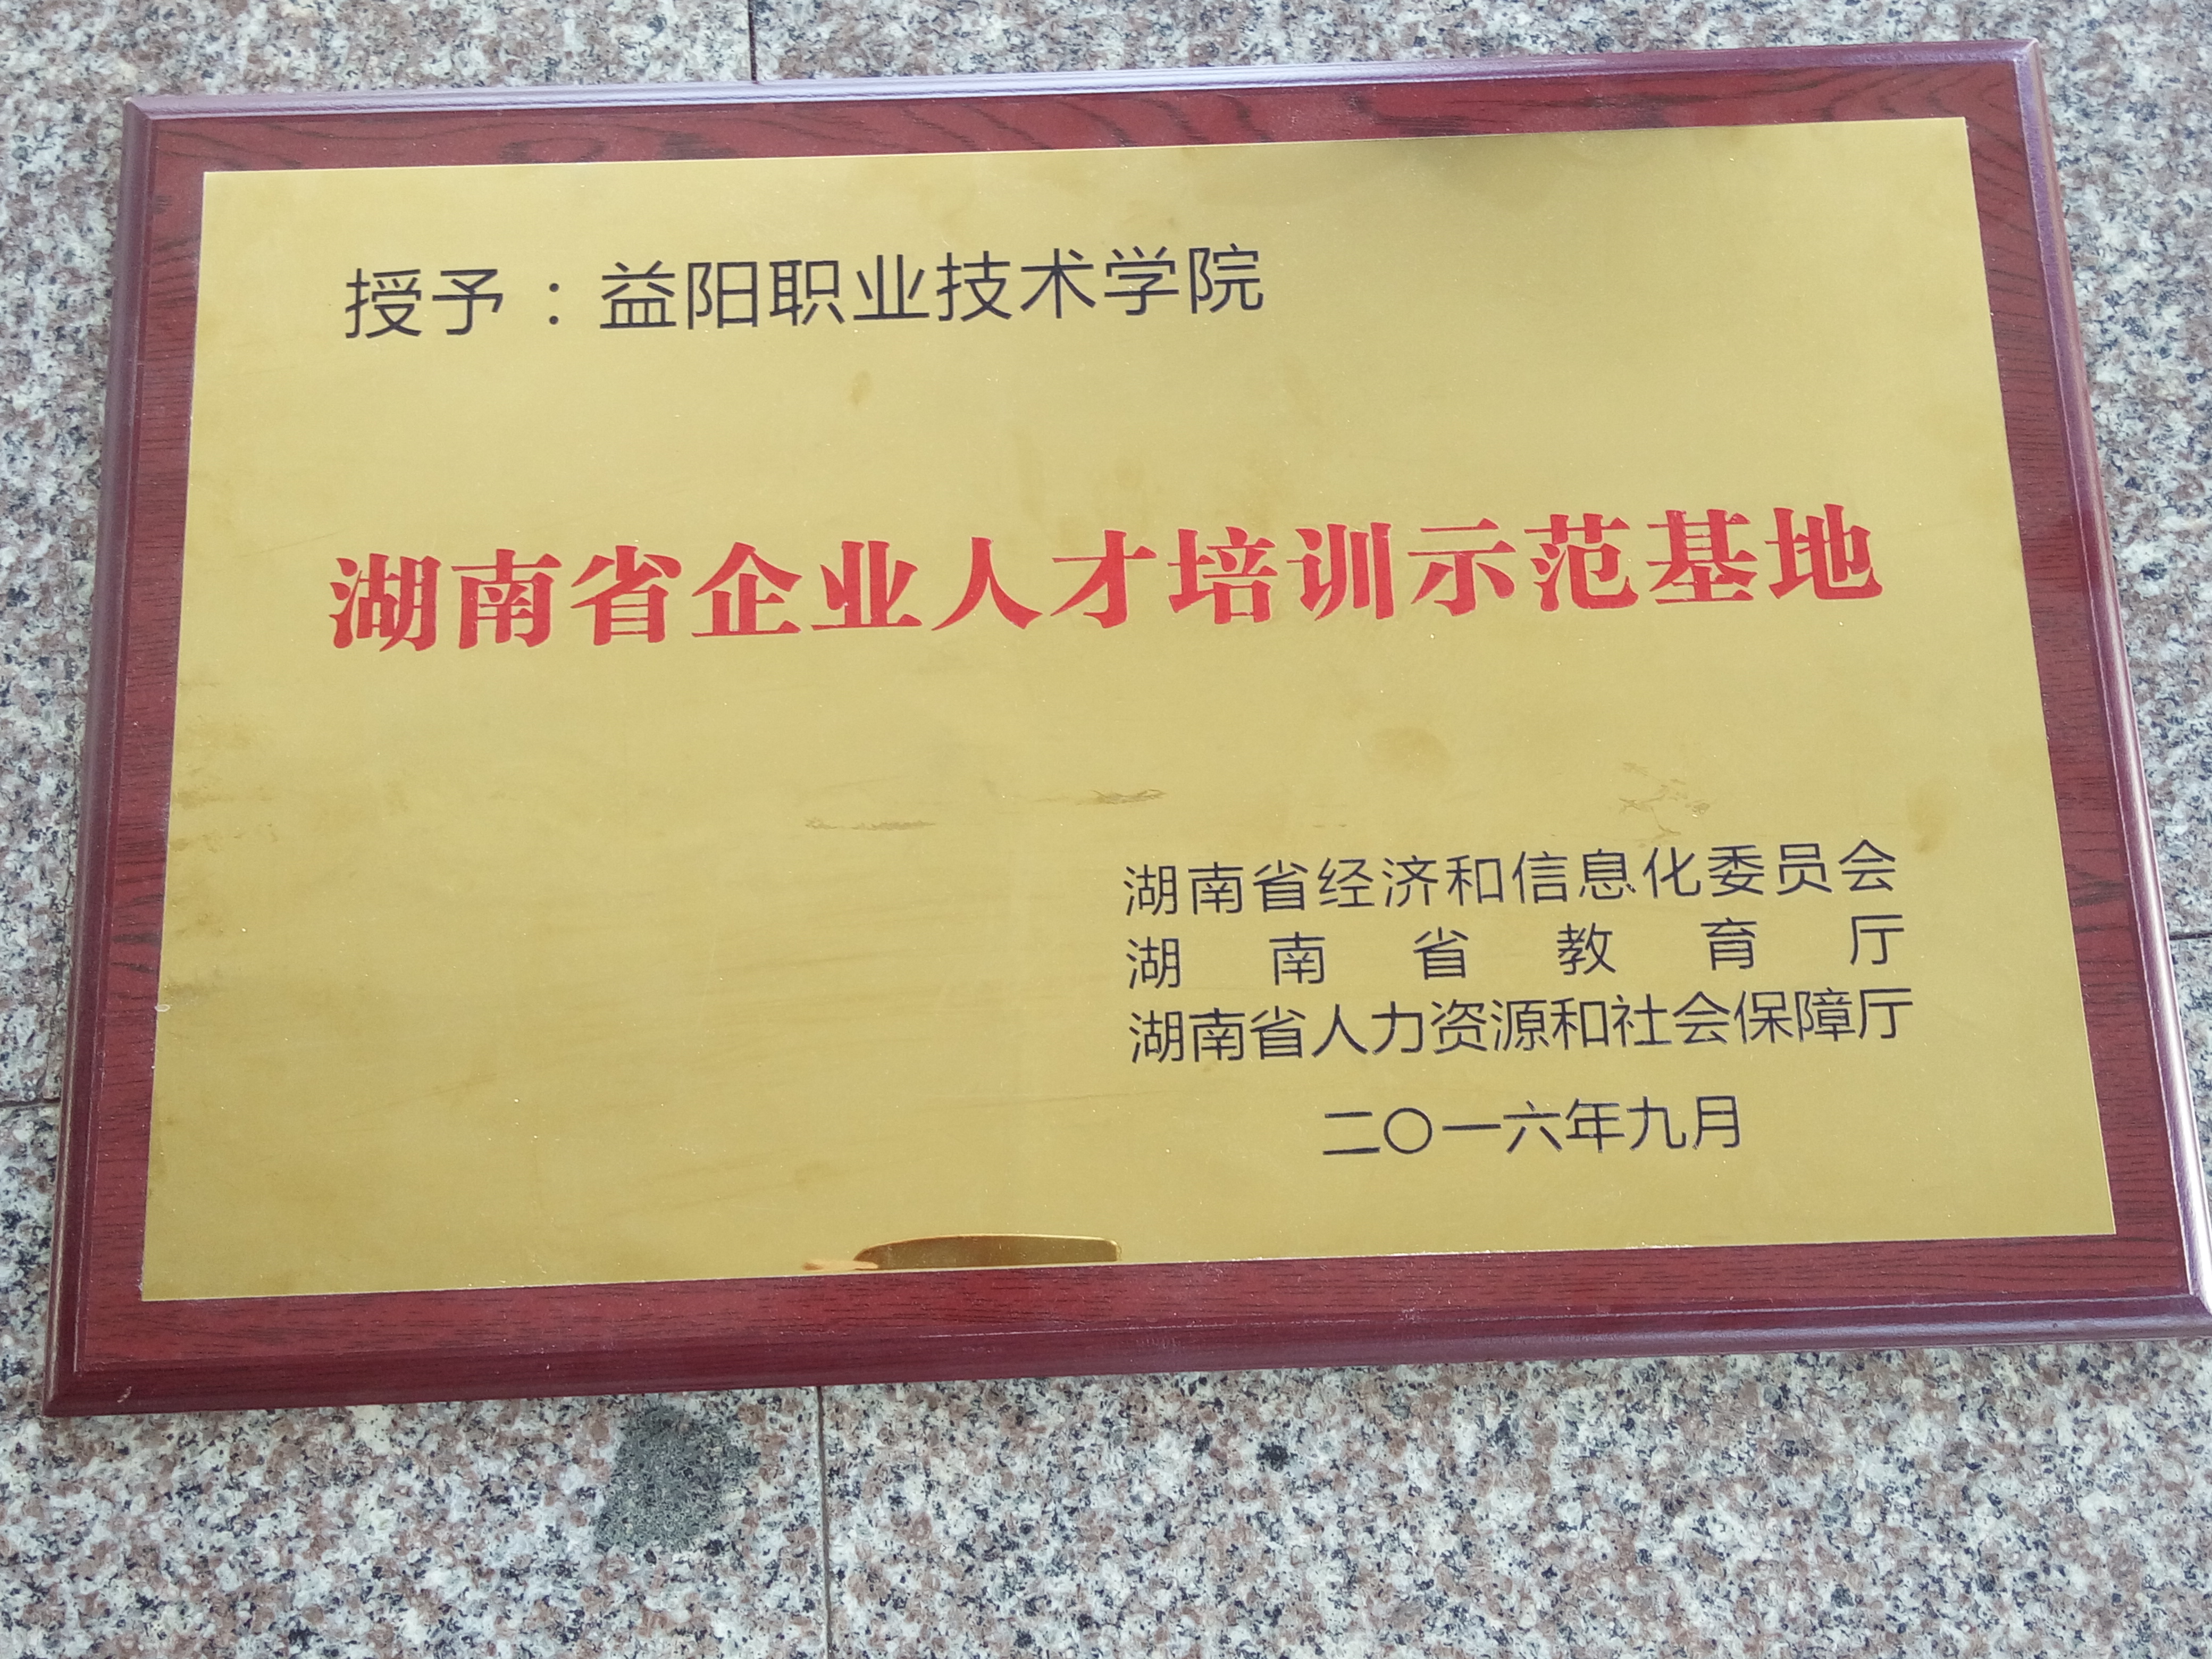 授予：益阳职业技术学院
湖南省企业人才培训示范基地
湖南省经济和信息化委员会
湖南省教育厅
湖南省人力资源和社会保障厅
二〇一六年九月